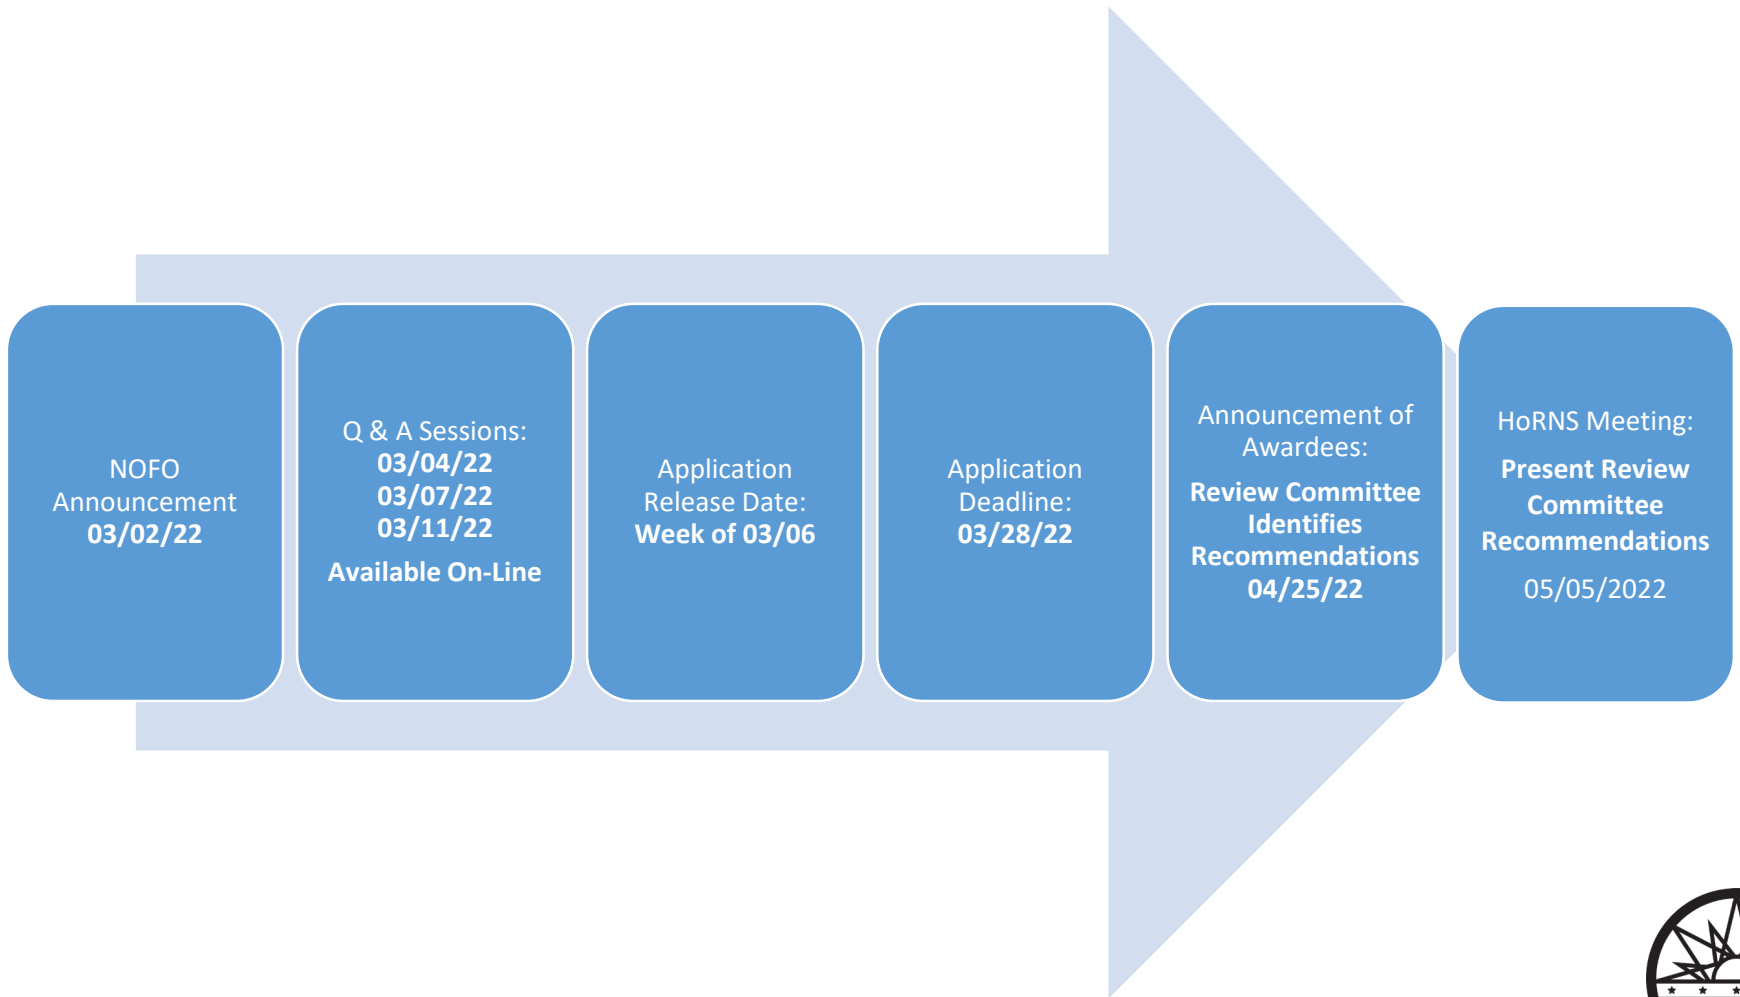 NOFO
Announcement
03/02/22
Q & A Sessions:
03/04/22
03/07/22
03/11/22
Available On-Line
Application
Release Date:
Week of 03/06
Application
Deadline:
03/28/22
Announcement of
Awardees:
Review Committee
Identifies
Recommendations
04/25/22
HoRNS Meeting:
Present Review
Committee
Recommendations
05/05/2022